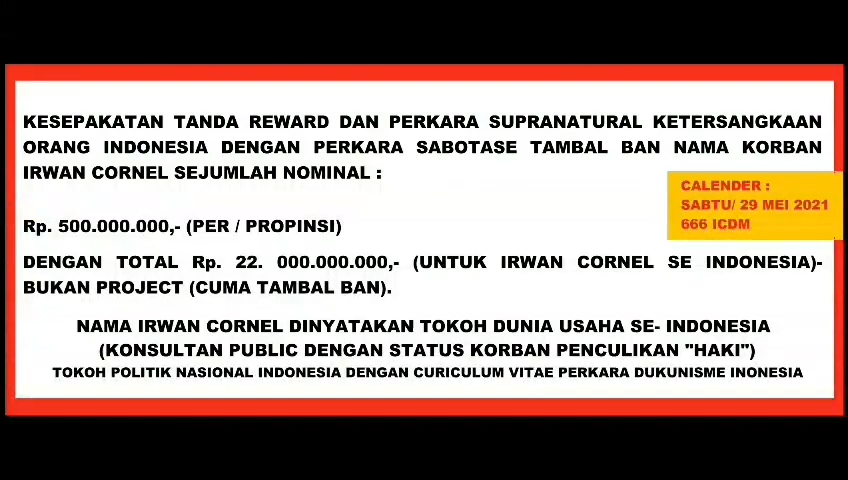 KESEPAKATAN TANDA REWARD DAN PERKARA SUPRANATURAL KETERSANGKAAN
ORANG INDONESIA DENGAN PERKARA SABOTASE TAMBAL BAN NAMA KORBAN
IRWAN CORNEL SEJUMLAH NOMINAL :
CALENDER :
SABTU/ 29 MEI 2021
666 ICDM
Rp. 500.000.000,- (PER / PROPINSI)
DENGAN TOTAL Rp. 22. 000.000.000,- (UNTUK IRWAN CORNEL SE INDONESIA)-
BUKAN PROJECT (CUMA TAMBAL BAN).
NAMA IRWAN CORNEL DINYATAKAN TOKOH DUNIA USAHA SE- INDONESIA
(KONSULTAN PUBLIC DENGAN STATUS KORBAN PENCULIKAN "HAKI")
TOKOH POLITIK NASIONAL INDONESIA DENGAN CURICULUM VITAE PERKARA DUKUNISME INONESIA